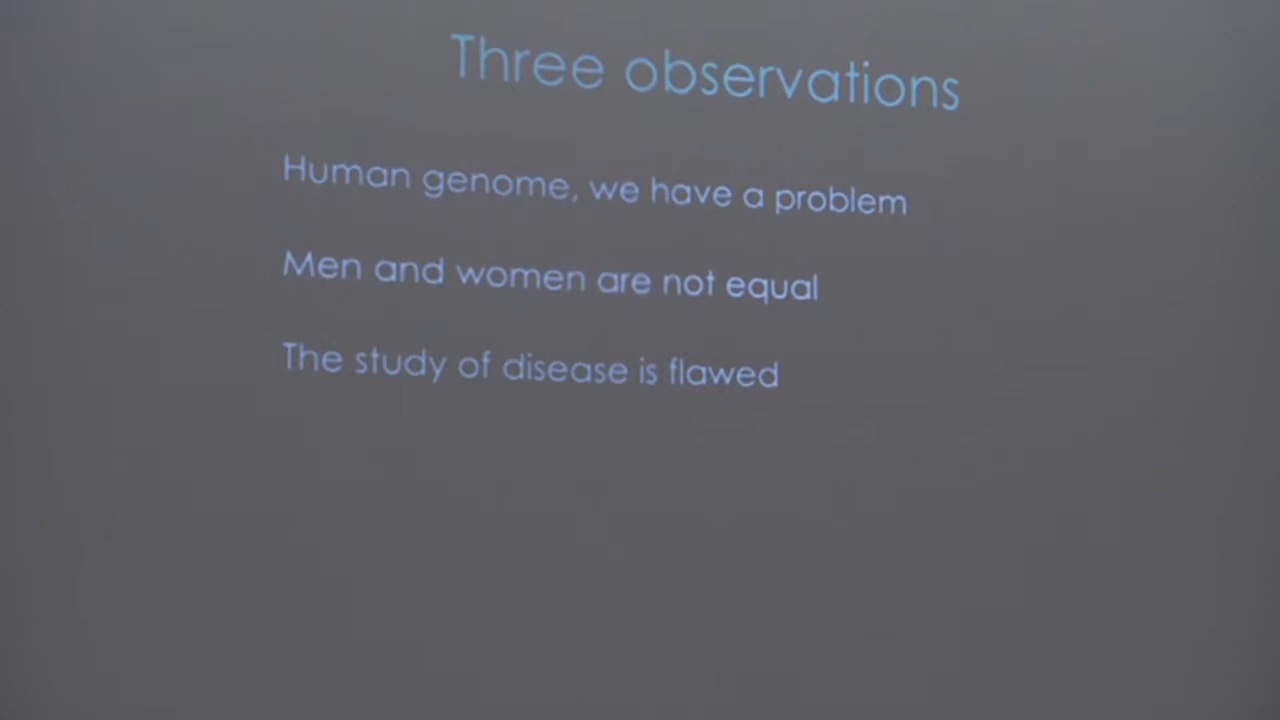 Three observations
Human genome, we have a problem
Men and women are not equal
The study of disease is flawed